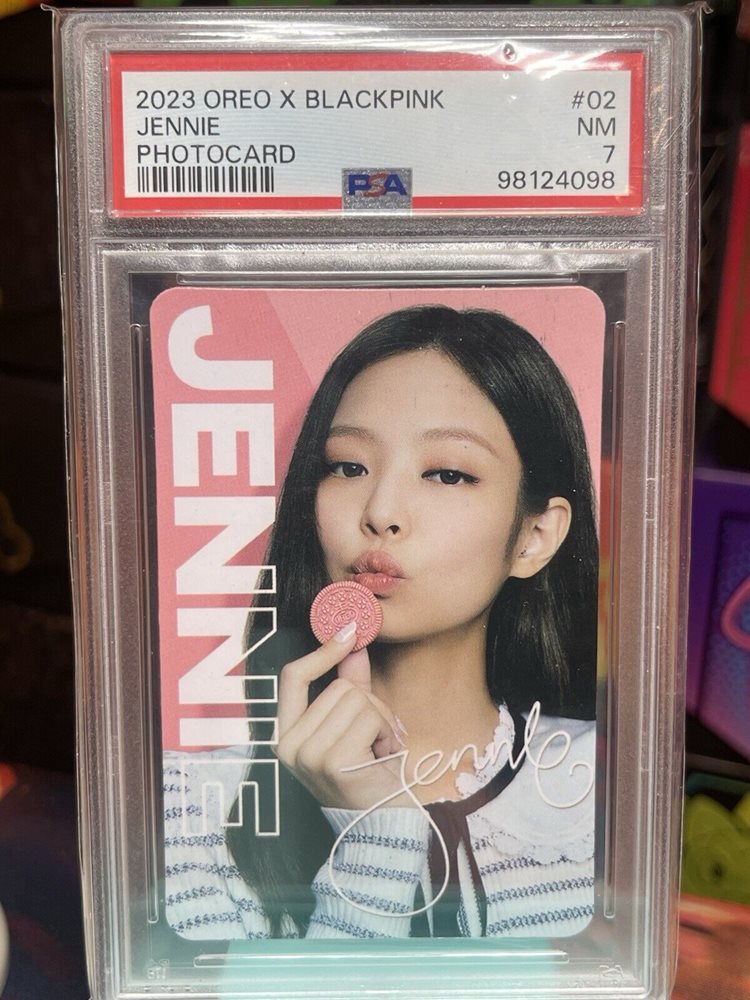 2023 OREO X BLACKPINK #02
JENNIE NM
PHOTOCARD 7
PSA 98124098
JENNIE
Jennie